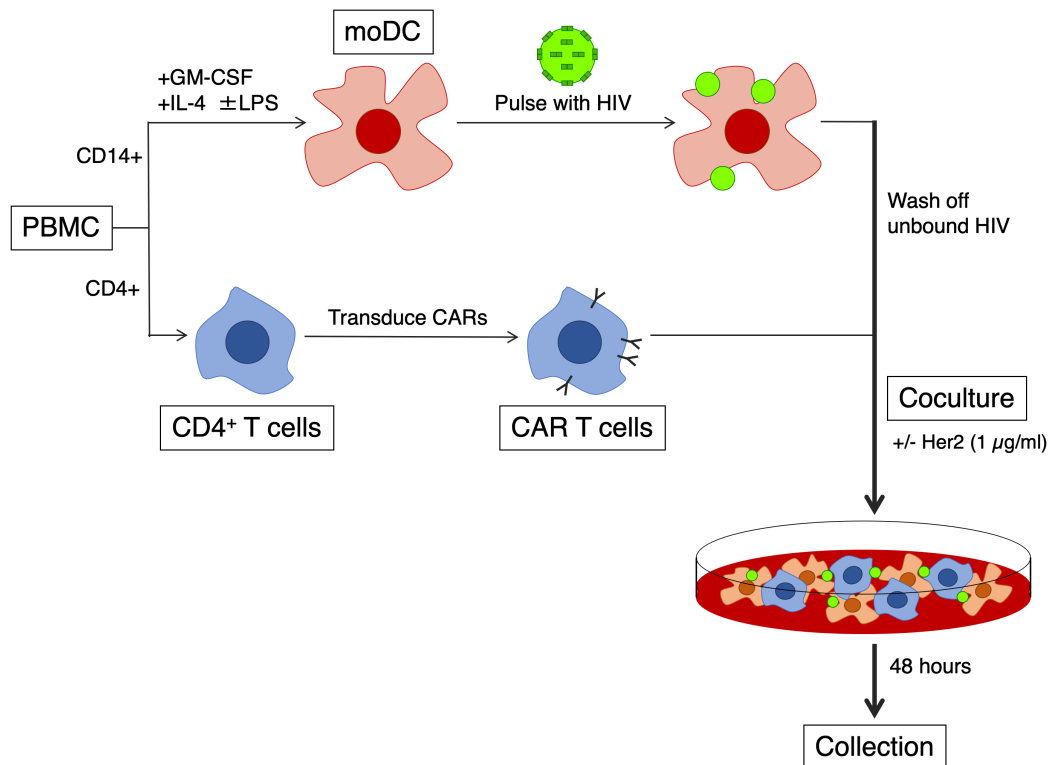 moDC
+GM-CSF
+IL-4 ±LPS
Pulse with HIV
CD14+
PBMC
Wash off
unbound HIV
CD4+
Transduce CARs
CD4⁺ T cells
CAR T cells
Coculture
+/- Her2 (1 µg/ml)
48 hours
Collection